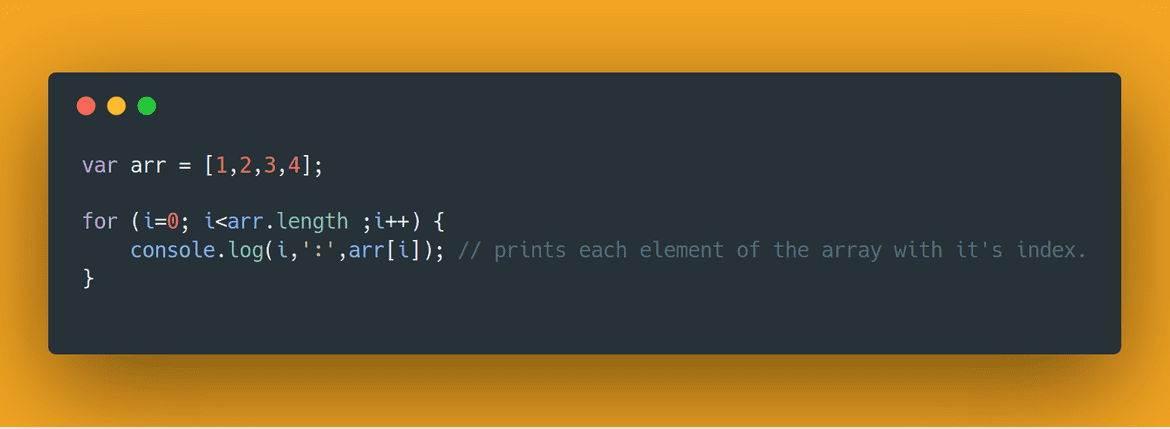 var arr = [1,2,3,4];
for (i=0; i<arr.length ;i++) {
    console.log(i,':',arr[i]); // prints each element of the array with it's index.
}